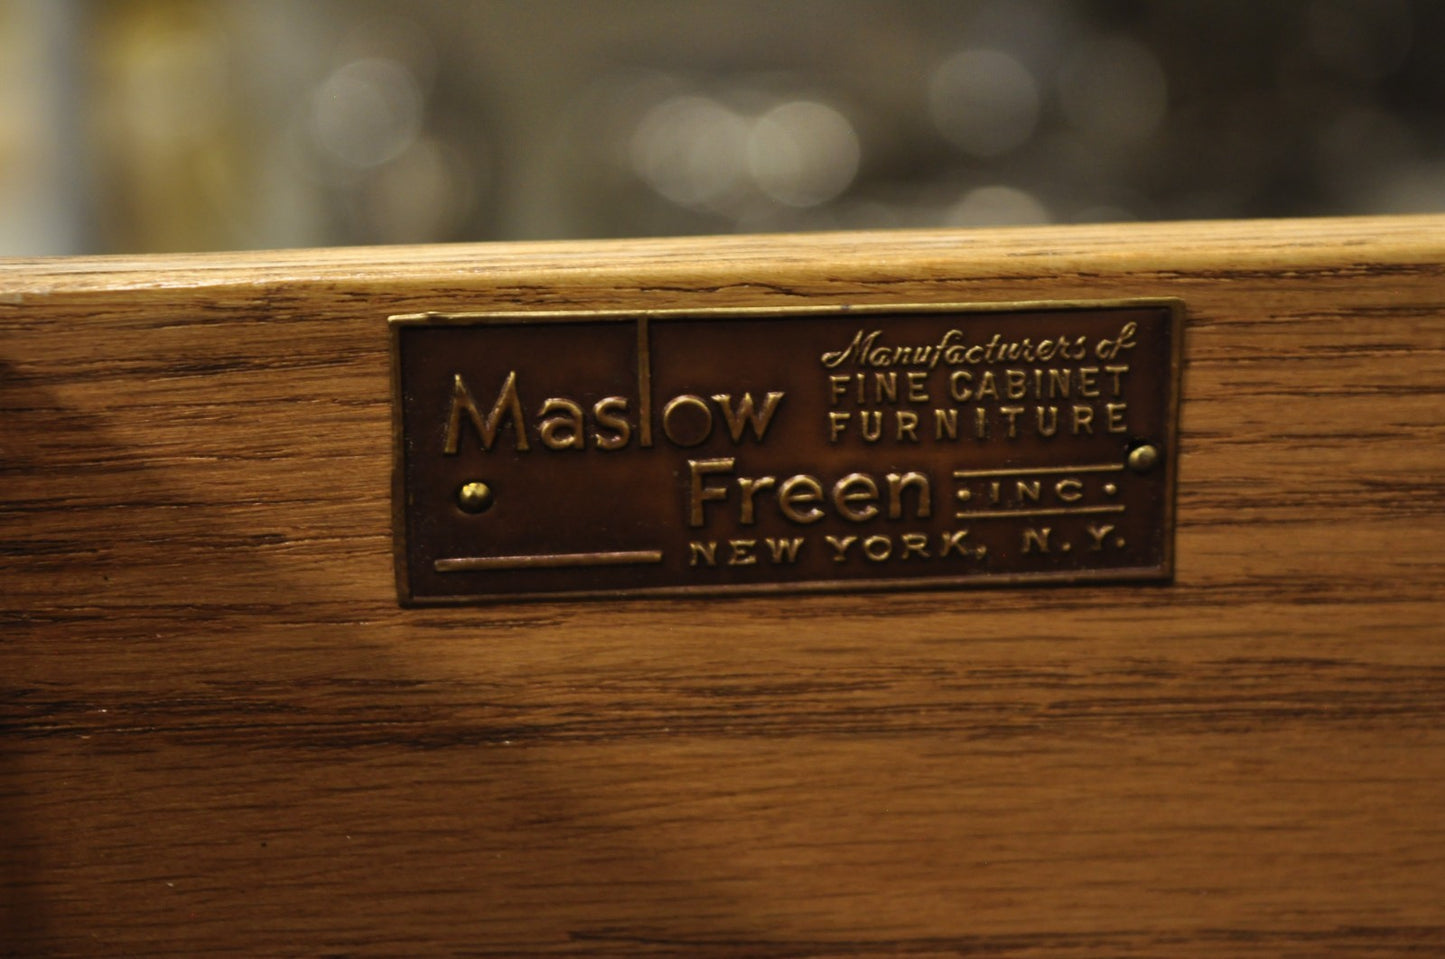 Maslow
Freen
Manufacturers of
FINE CABINET
FURNITURE
· INC ·
NEW YORK, N.Y.